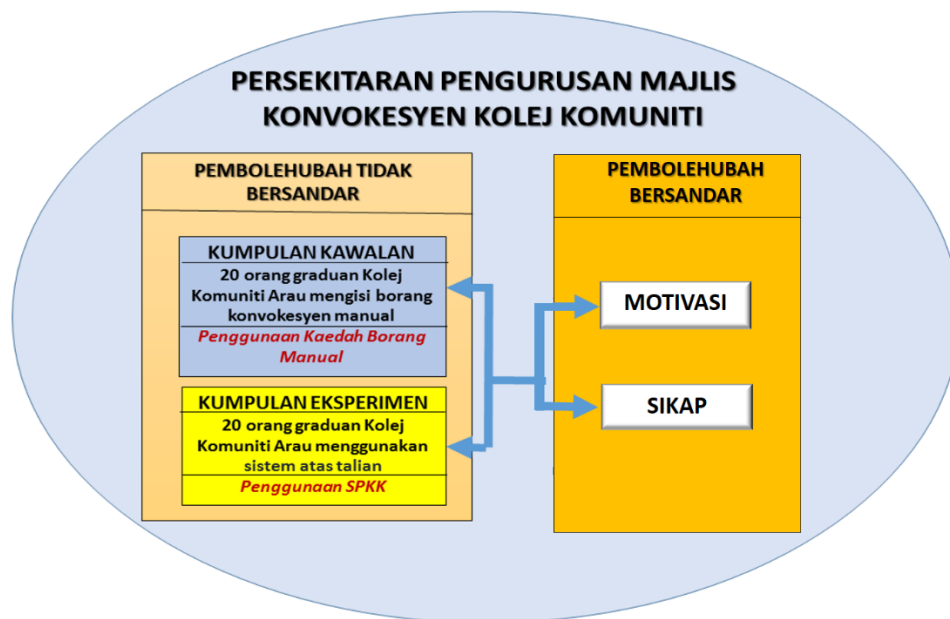 PERSEKITARAN PENGURUSAN MAJLIS
KONVOKESYEN KOLEJ KOMUNITI
PEMBOLEHUBAH TIDAK
BERSANDAR
KUMPULAN KAWALAN
20 orang graduan Kolej
Komuniti Arau mengisi borang
konvokesyen manual
Penggunaan Kaedah Borang
Manual
KUMPULAN EKSPERIMEN
20 orang graduan Kolej
Komuniti Arau menggunakan
sistem atas talian
Penggunaan SPKK
PEMBOLEHUBAH
BERSANDAR
MOTIVASI
SIKAP